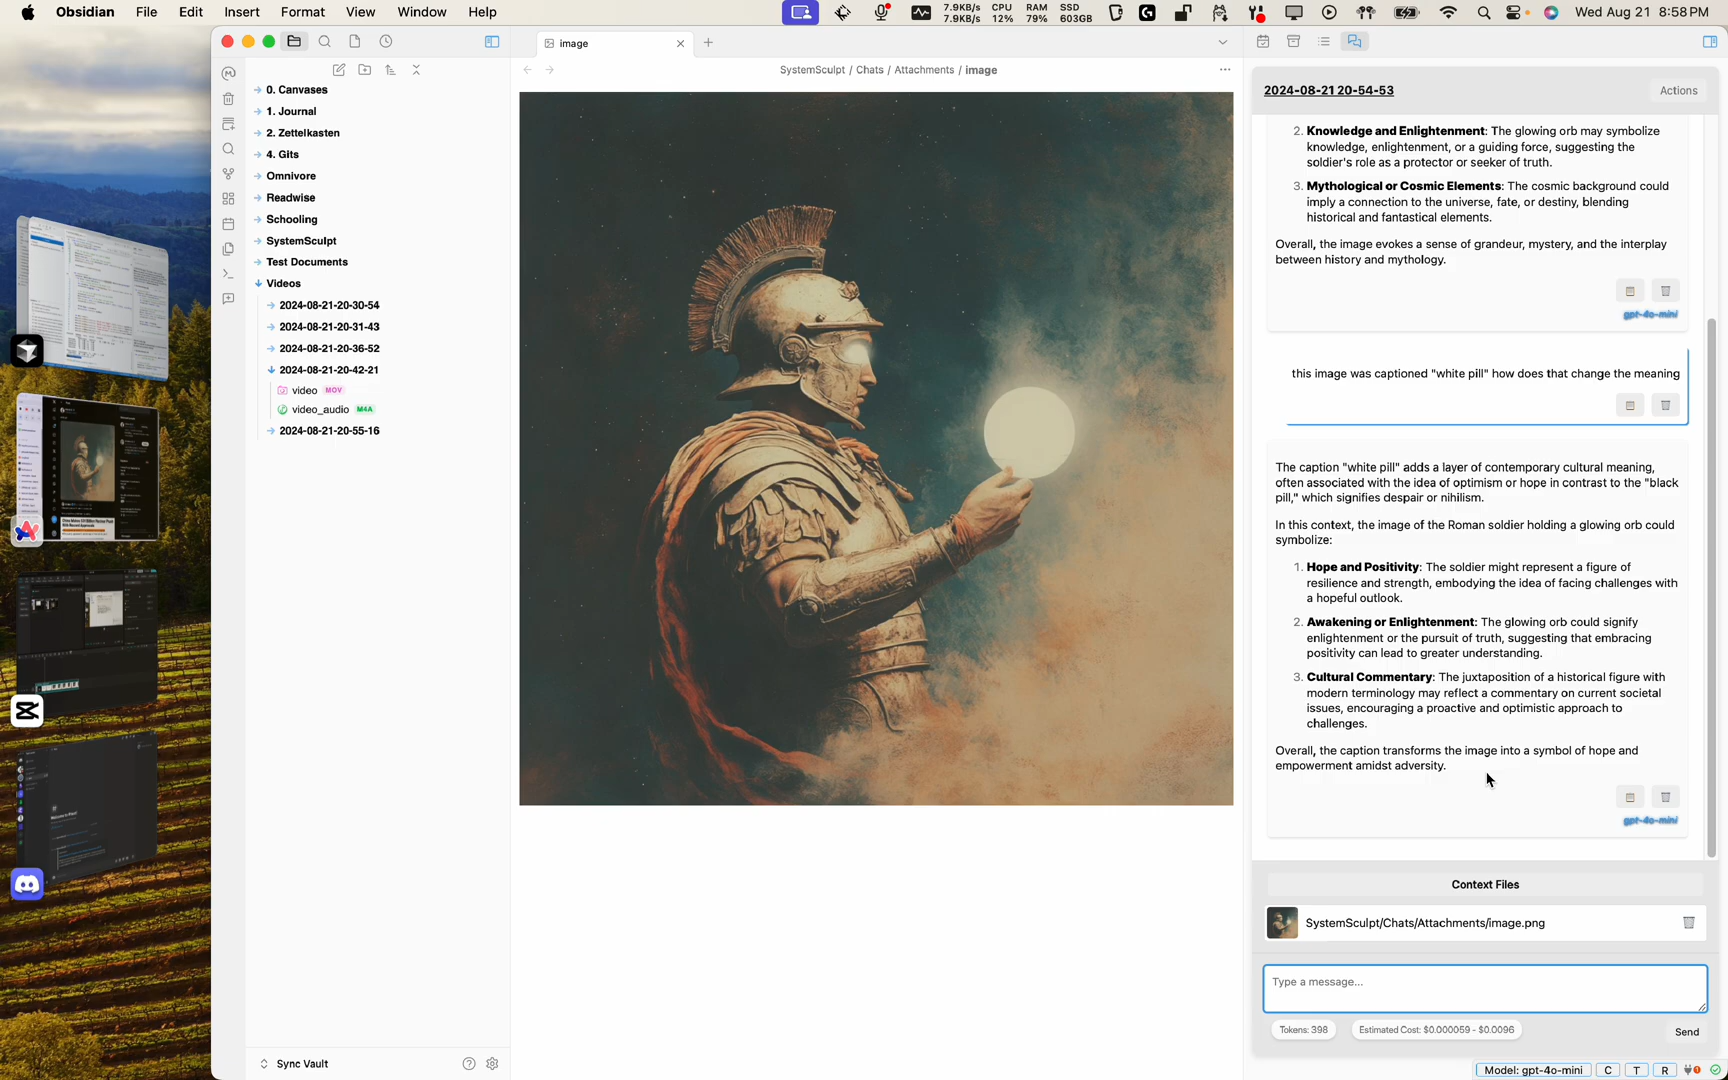 Obsidian File Edit Insert Format View Window Help
7.9KB/s CPU RAM SSD
7.9KB/s 12% 79% 603GB
Wed Aug 21 8:58 PM
image
SystemSculpt / Chats / Attachments / image
0. Canvases
1. Journal
2. Zettelkasten
4. Gits
Omnivore
Readwise
Schooling
SystemSculpt
Test Documents
Videos
2024-08-21-20-30-54
2024-08-21-20-31-43
2024-08-21-20-36-52
2024-08-21-20-42-21
video MOV
video_audio M4A
2024-08-21-20-55-16
Sync Vault
2024-08-21 20-54-53
Actions
2. Knowledge and Enlightenment: The glowing orb may symbolize
knowledge, enlightenment, or a guiding force, suggesting the
soldier's role as a protector or seeker of truth.
3. Mythological or Cosmic Elements: The cosmic background could
imply a connection to the universe, fate, or destiny, blending
historical and fantastical elements.
Overall, the image evokes a sense of grandeur, mystery, and the interplay
between history and mythology.
gpt-4o-mini
this image was captioned "white pill" how does that change the meaning
The caption "white pill" adds a layer of contemporary cultural meaning,
often associated with the idea of optimism or hope in contrast to the "black
pill," which signifies despair or nihilism.
In this context, the image of the Roman soldier holding a glowing orb could
symbolize:
1. Hope and Positivity: The soldier might represent a figure of
resilience and strength, embodying the idea of facing challenges with
a hopeful outlook.
2. Awakening or Enlightenment: The glowing orb could signify
enlightenment or the pursuit of truth, suggesting that embracing
positivity can lead to greater understanding.
3. Cultural Commentary: The juxtaposition of a historical figure with
modern terminology may reflect a commentary on current societal
issues, encouraging a proactive and optimistic approach to
challenges.
Overall, the caption transforms the image into a symbol of hope and
empowerment amidst adversity.
gpt-4o-mini
Context Files
SystemSculpt/Chats/Attachments/image.png
Type a message...
Tokens: 398
Estimated Cost: $0.000059 - $0.0096
Send
Model: gpt-4o-mini C T R